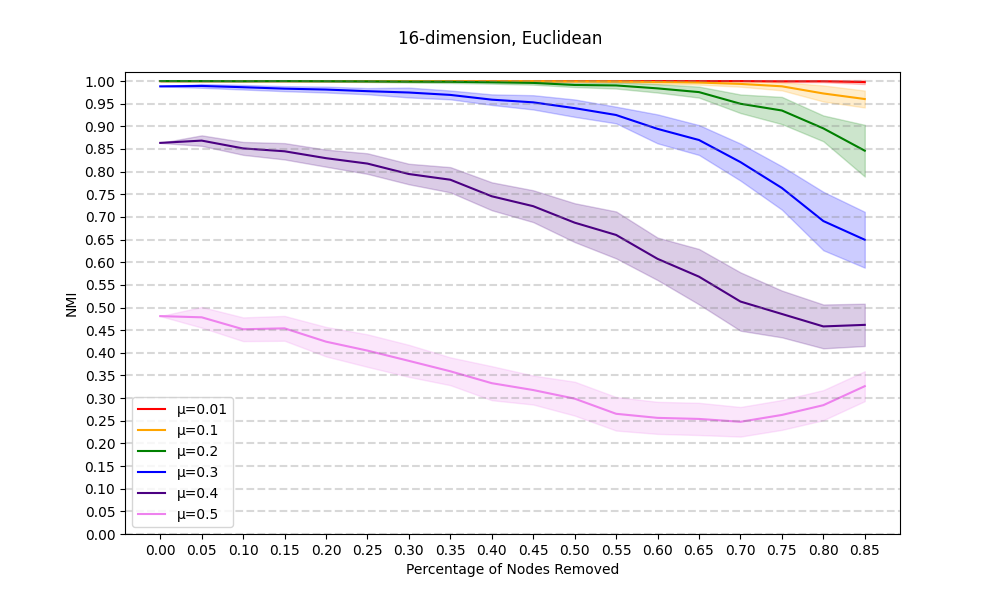 16-dimension, Euclidean
1.00
0.95
0.90
0.85
0.80
0.75
0.70
0.65
0.60
0.55
0.50
0.45
0.40
0.35
0.30
0.25
0.20
0.15
0.10
0.05
0.00
NMI
μ=0.01
μ=0.1
μ=0.2
μ=0.3
μ=0.4
μ=0.5
0.00 0.05 0.10 0.15 0.20 0.25 0.30 0.35 0.40 0.45 0.50 0.55 0.60 0.65 0.70 0.75 0.80 0.85
Percentage of Nodes Removed